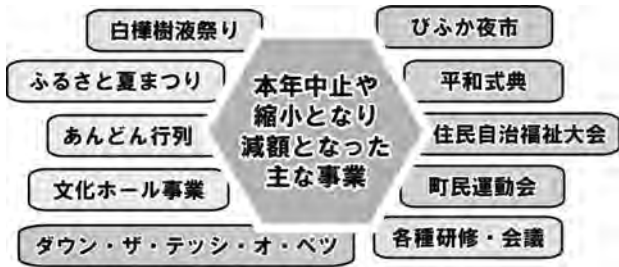 本年中止や
縮小となり
減額となった
主な事業
白樺樹液祭り
ふるさと夏まつり
あんどん行列
文化ホール事業
ダウン・ザ・テッシ・オ・ペツ
びふか夜市
平和式典
住民自治福祉大会
町民運動会
各種研修・会議